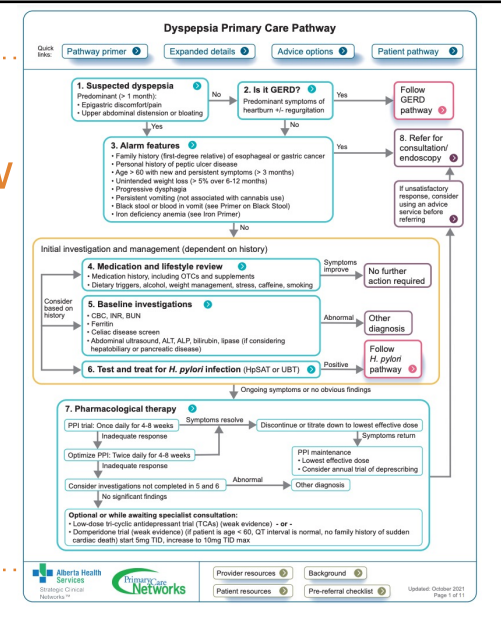 Dyspepsia Primary Care Pathway
Quick links:
Pathway primer
Expanded details
Advice options
Patient pathway
1. Suspected dyspepsia
Predominant (> 1 month):
• Epigastric discomfort/pain
• Upper abdominal distension or bloating
No
2. Is it GERD?
Predominant symptoms of
heartburn +/- regurgitation
Yes
Follow
GERD
pathway
Yes
No
3. Alarm features
• Family history (first-degree relative) of esophageal or gastric cancer
• Personal history of peptic ulcer disease
• Age > 60 with new and persistent symptoms (> 3 months)
• Unintended weight loss (> 5% over 6-12 months)
• Progressive dysphagia
• Persistent vomiting (not associated with cannabis use)
• Black stool or blood in vomit (see Primer on Black Stool)
• Iron deficiency anemia (see Iron Primer)
Yes
8. Refer for
consultation/
endoscopy
If unsatisfactory
response, consider
using an advice
service before
referring
No
Initial investigation and management (dependent on history)
Consider
based on
history
4. Medication and lifestyle review
• Medication history, including OTCs and supplements
• Dietary triggers, alcohol, weight management, stress, caffeine, smoking
Symptoms
improve
No further
action required
5. Baseline investigations
• CBC, INR, BUN
• Ferritin
• Celiac disease screen
• Abdominal ultrasound, ALT, ALP, bilirubin, lipase (if considering
hepatobiliary or pancreatic disease)
Abnormal
Other
diagnosis
6. Test and treat for H. pylori infection (HpSAT or UBT)
Positive
Follow
H. pylori
pathway
Ongoing symptoms or no obvious findings
7. Pharmacological therapy
PPI trial: Once daily for 4-8 weeks
Symptoms resolve
Discontinue or titrate down to lowest effective dose
Inadequate response
Symptoms return
Optimize PPI: Twice daily for 4-8 weeks
PPI maintenance
• Lowest effective dose
• Consider annual trial of deprescribing
Inadequate response
Consider investigations not completed in 5 and 6
Abnormal
Other diagnosis
No significant findings
Optional or while awaiting specialist consultation:
• Low-dose tri-cyclic antidepressant trial (TCAs) (weak evidence) - or -
• Domperidone trial (weak evidence) (if patient is age < 60, QT interval is normal, no family history of sudden
cardiac death) start 5mg TID, increase to 10mg TID max
Alberta Health
Services
Strategic Clinical
Networks™
PrimaryCare
Networks
Provider resources
Background
Patient resources
Pre-referral checklist
Updated: October 2021
Page 1 of 11